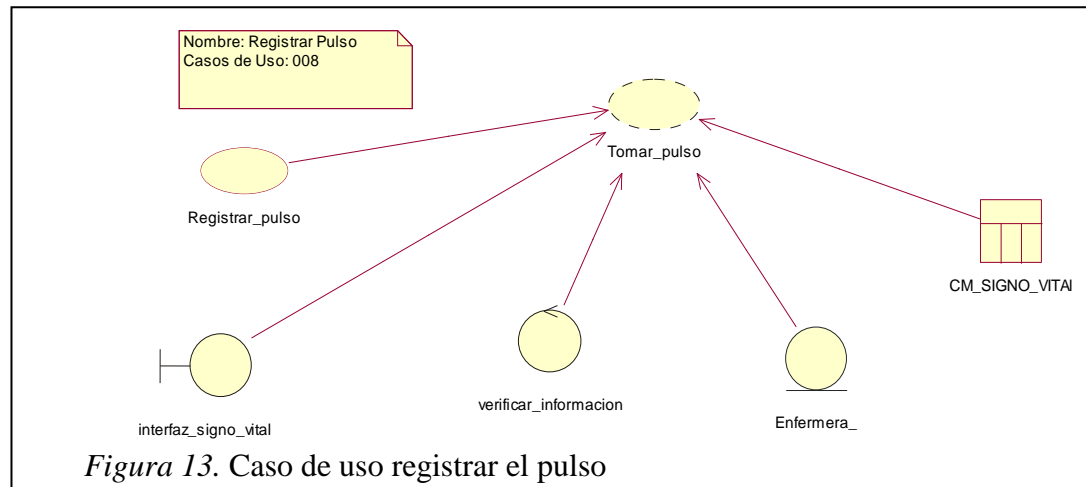 Nombre: Registrar Pulso
Casos de Uso: 008
Tomar_pulso
Registrar_pulso
CM_SIGNO_VITAl
verificar_informacion
Enfermera_
interfaz_signo_vital
Figura 13. Caso de uso registrar el pulso